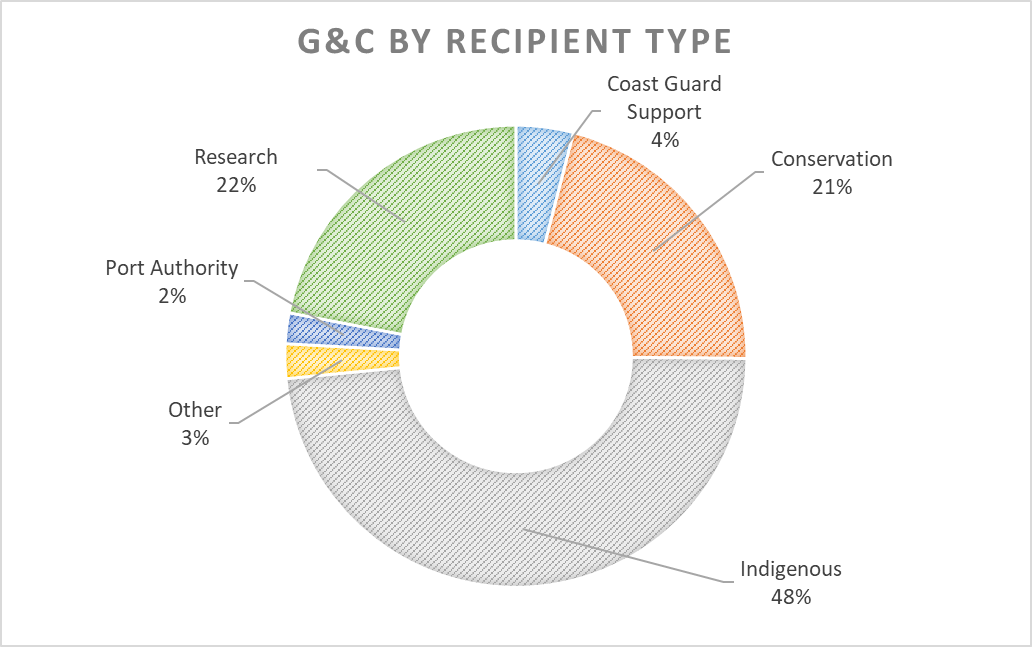 G&C BY RECIPIENT TYPE
Coast Guard
Support
4%
Conservation
21%
Indigenous
48%
Other
3%
Port Authority
2%
Research
22%